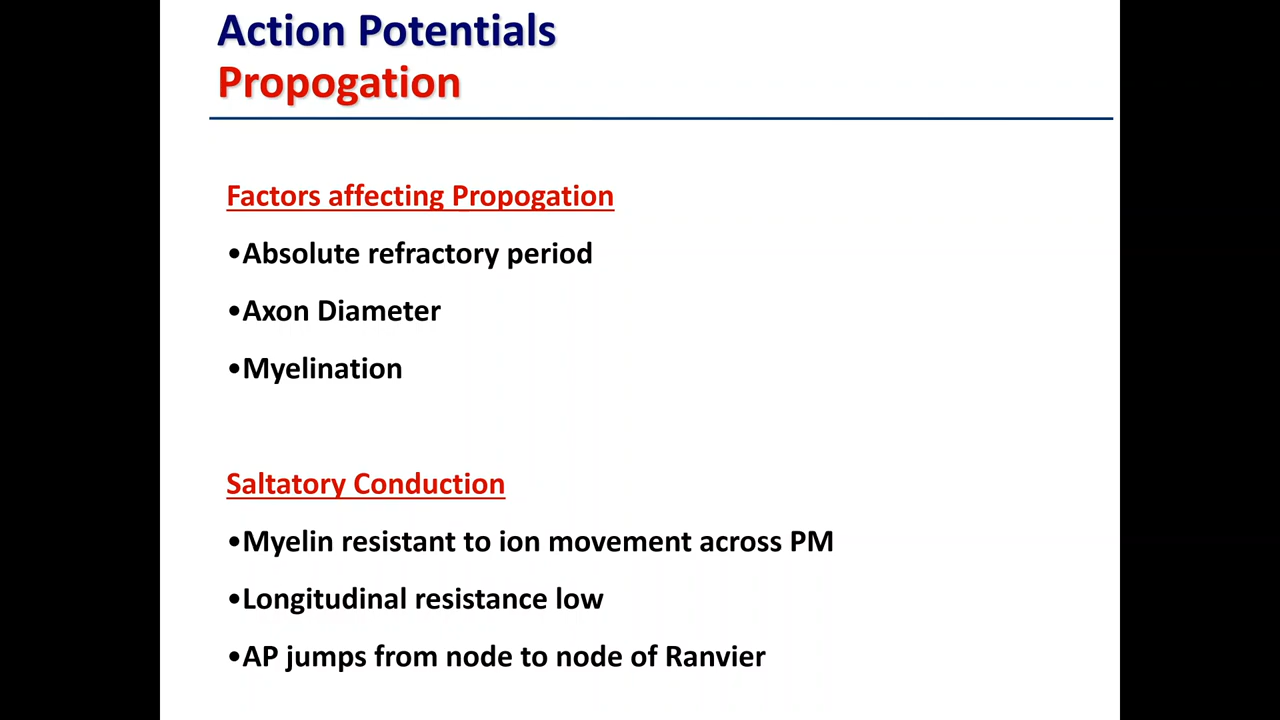 Action Potentials
Propogation
Factors affecting Propogation
•Absolute refractory period
•Axon Diameter
•Myelination
Saltatory Conduction
•Myelin resistant to ion movement across PM
•Longitudinal resistance low
•AP jumps from node to node of Ranvier